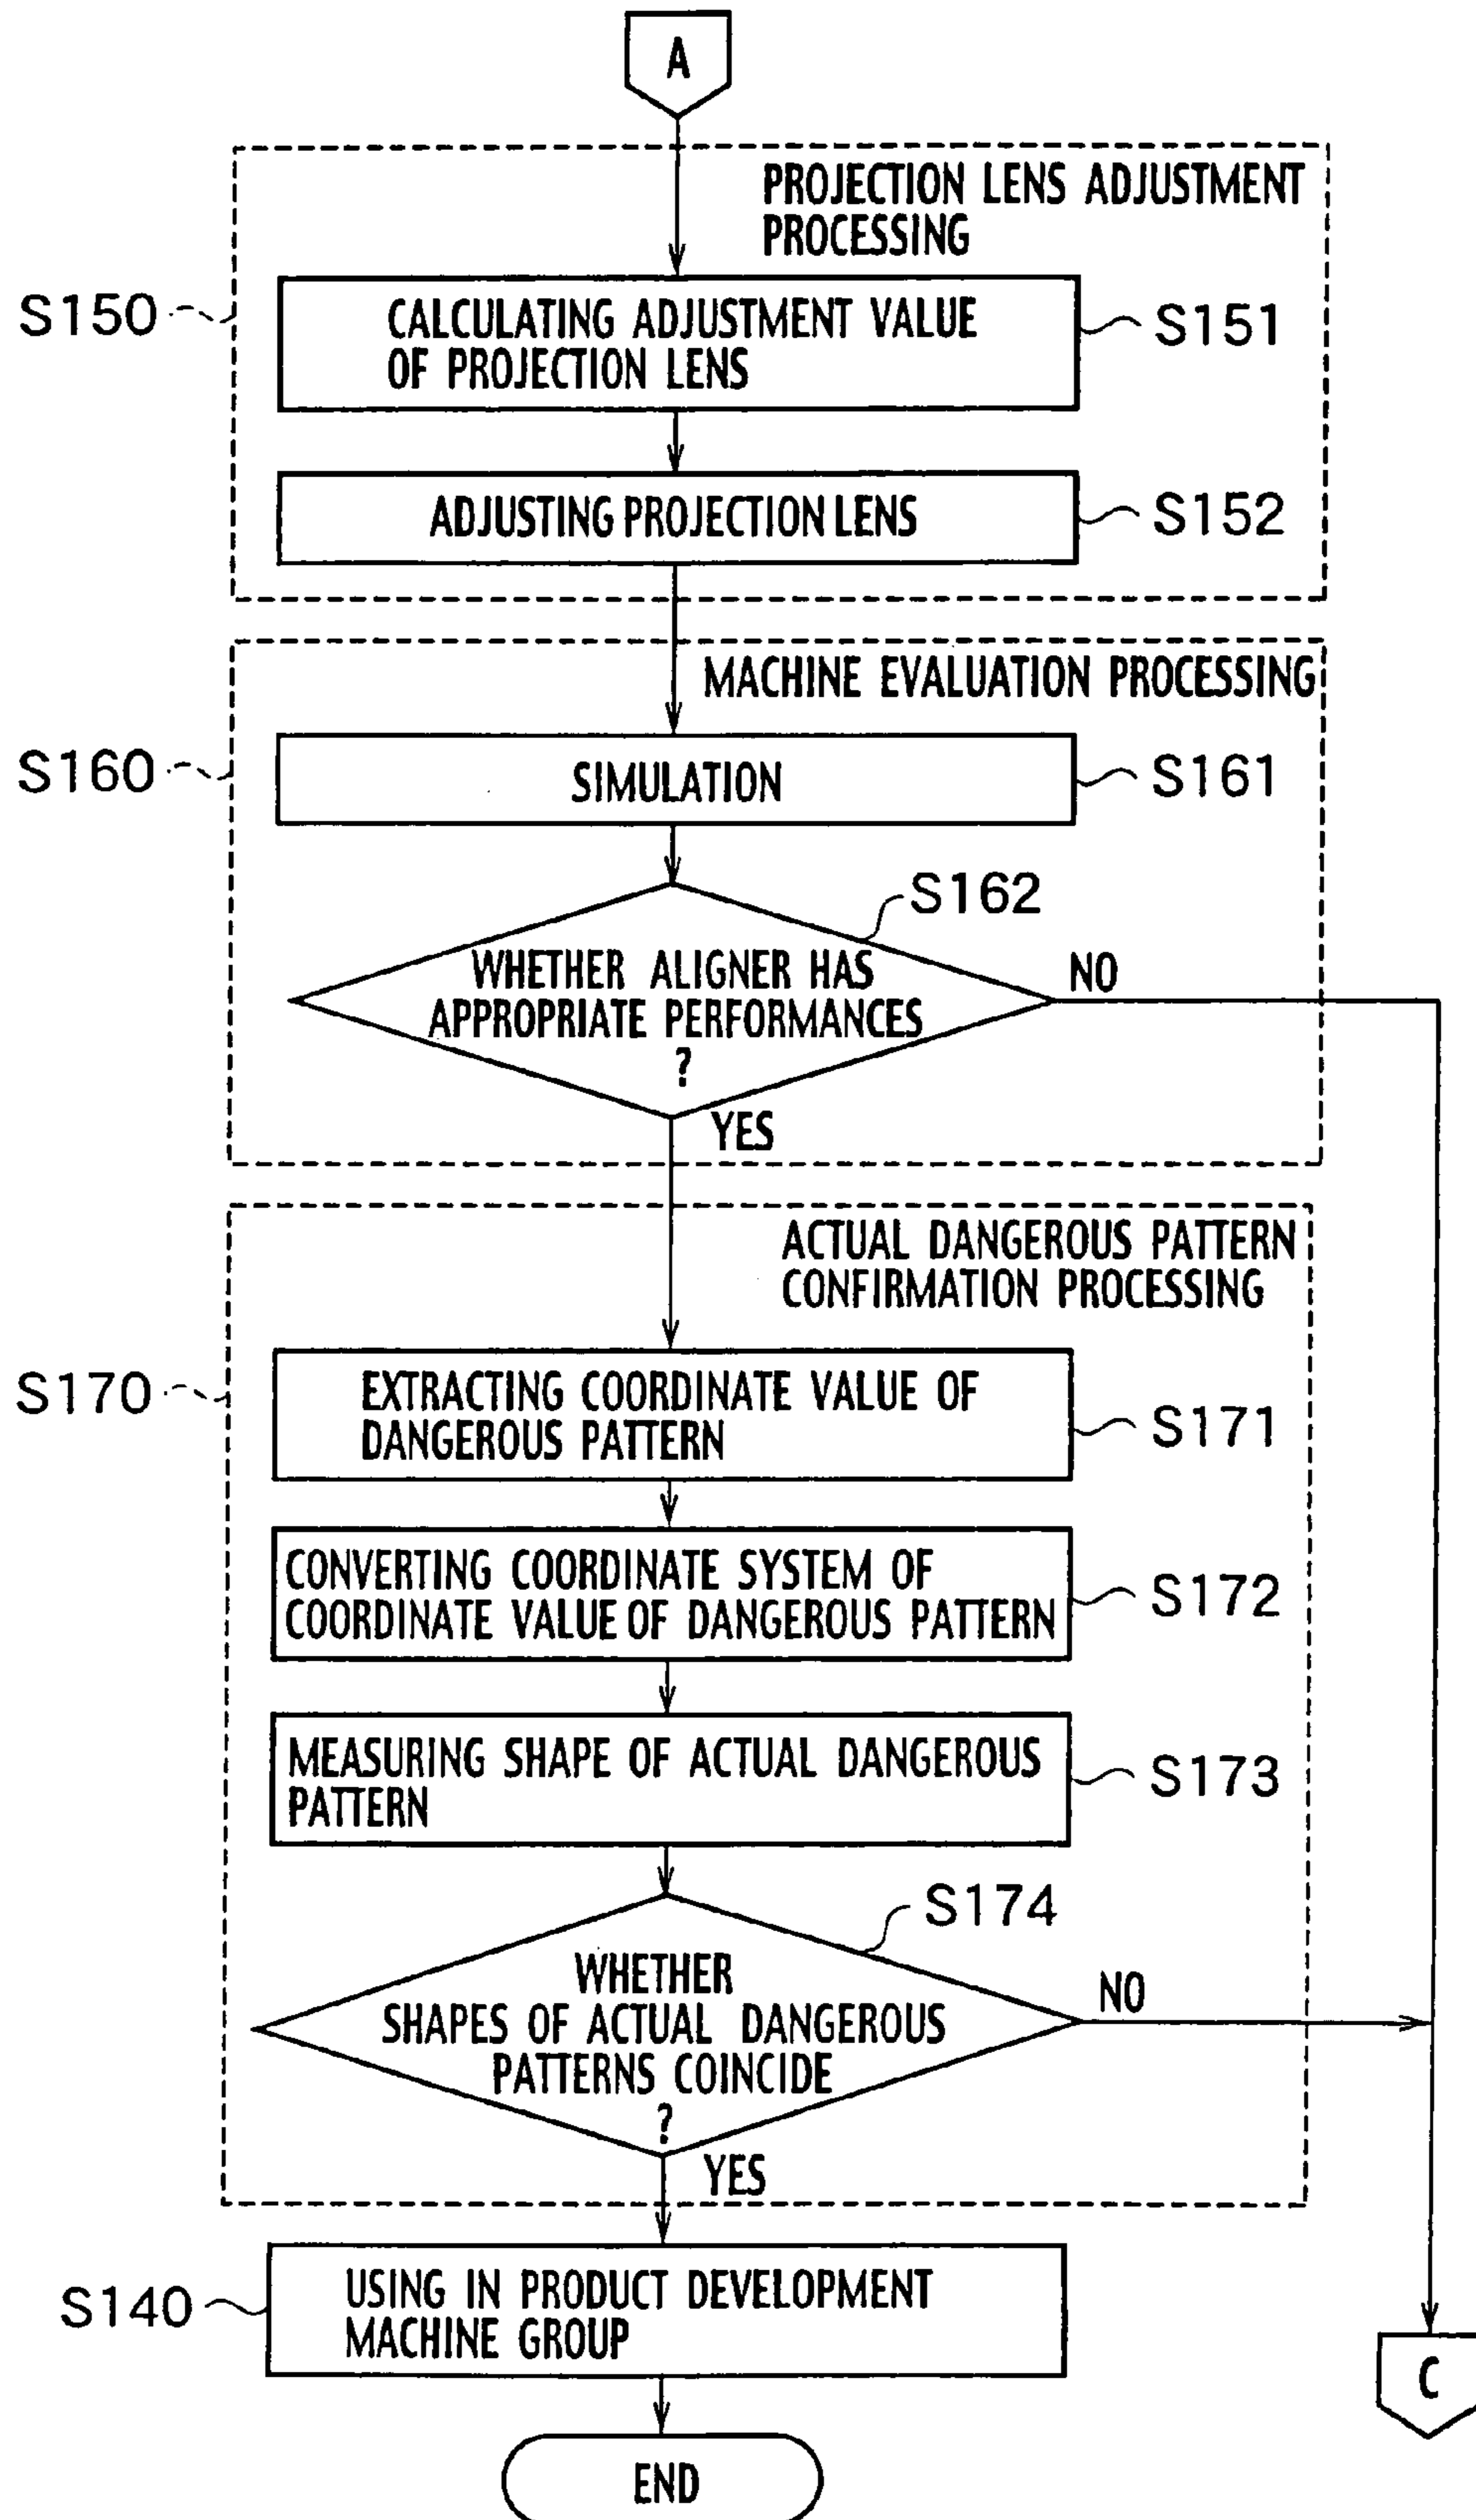 A
PROJECTION LENS ADJUSTMENT
PROCESSING
S150
CALCULATING ADJUSTMENT VALUE
OF PROJECTION LENS
S151
ADJUSTING PROJECTION LENS
S152
MACHINE EVALUATION PROCESSING
S160
SIMULATION
S161
S162
WHETHER ALIGNER HAS
APPROPRIATE PERFORMANCES
?
NO
YES
ACTUAL DANGEROUS PATTERN
CONFIRMATION PROCESSING
S170
EXTRACTING COORDINATE VALUE OF
DANGEROUS PATTERN
S171
CONVERTING COORDINATE SYSTEM OF
COORDINATE VALUE OF DANGEROUS PATTERN
S172
MEASURING SHAPE OF ACTUAL DANGEROUS
PATTERN
S173
S174
WHETHER
SHAPES OF ACTUAL DANGEROUS
PATTERNS COINCIDE
?
NO
YES
S140
USING IN PRODUCT DEVELOPMENT
MACHINE GROUP
C
END